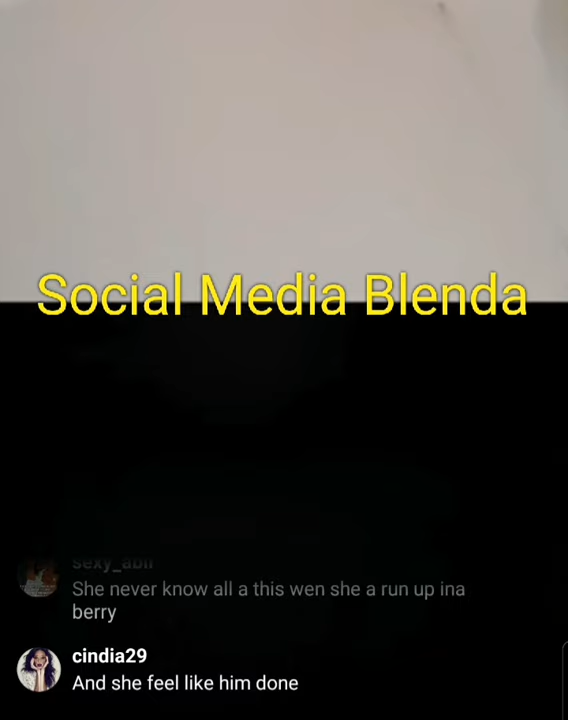 Social Media Blenda
sexy_abii
She never know all a this wen she a run up ina
berry
cindia29
And she feel like him done